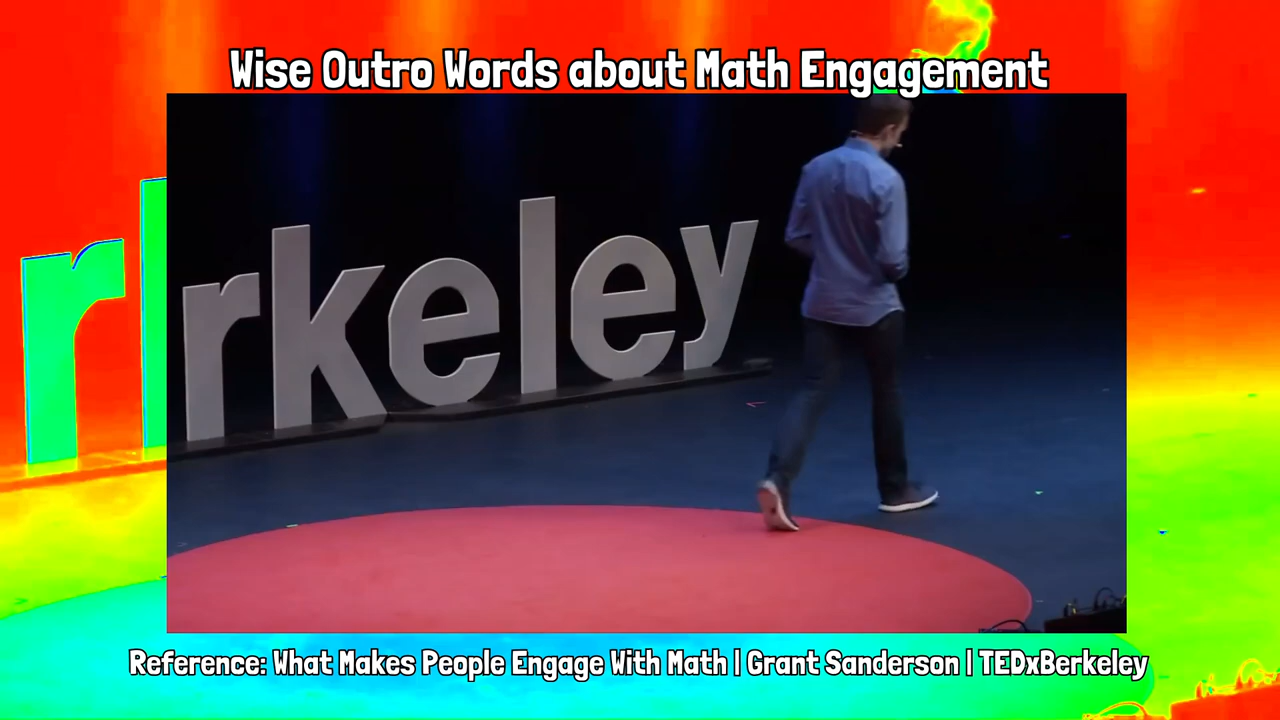 Wise Outro Words about Math Engagement
rkeley
Reference: What Makes People Engage With Math | Grant Sanderson | TEDxBerkeley